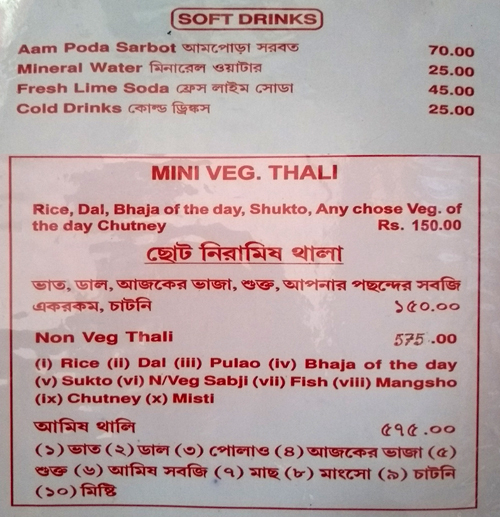 SOFT DRINKS
Aam Poda Sarbot আমপোড়া সরবত 70.00
Mineral Water মিনারেল ওয়াটার 25.00
Fresh Lime Soda ফ্রেস লাইম সোডা 45.00
Cold Drinks কোল্ড ড্রিঙ্কস 25.00
MINI VEG. THALI
Rice, Dal, Bhaja of the day, Shukto, Any chose Veg. of
the day Chutney Rs. 150.00
ছোট নিরামিষ থালা
ভাত, ডাল, আজকের ভাজা, শুক্ত, আপনার পছন্দের সবজি
একরকম, চাটনি ১৫০.০০
Non Veg Thali 575.00
(i) Rice (ii) Dal (iii) Pulao (iv) Bhaja of the day
(v) Sukto (vi) N/Veg Sabji (vii) Fish (viii) Mangsho
(ix) Chutney (x) Misti
আমিষ থালি ৫৭৫.০০
(১) ভাত (২) ডাল (৩) পোলাও (৪) আজকের ভাজা (৫)
শুক্ত (৬) আমিষ সবজি (৭) মাছ (৮) মাংসো (৯) চাটনি
(১০) মিষ্টি